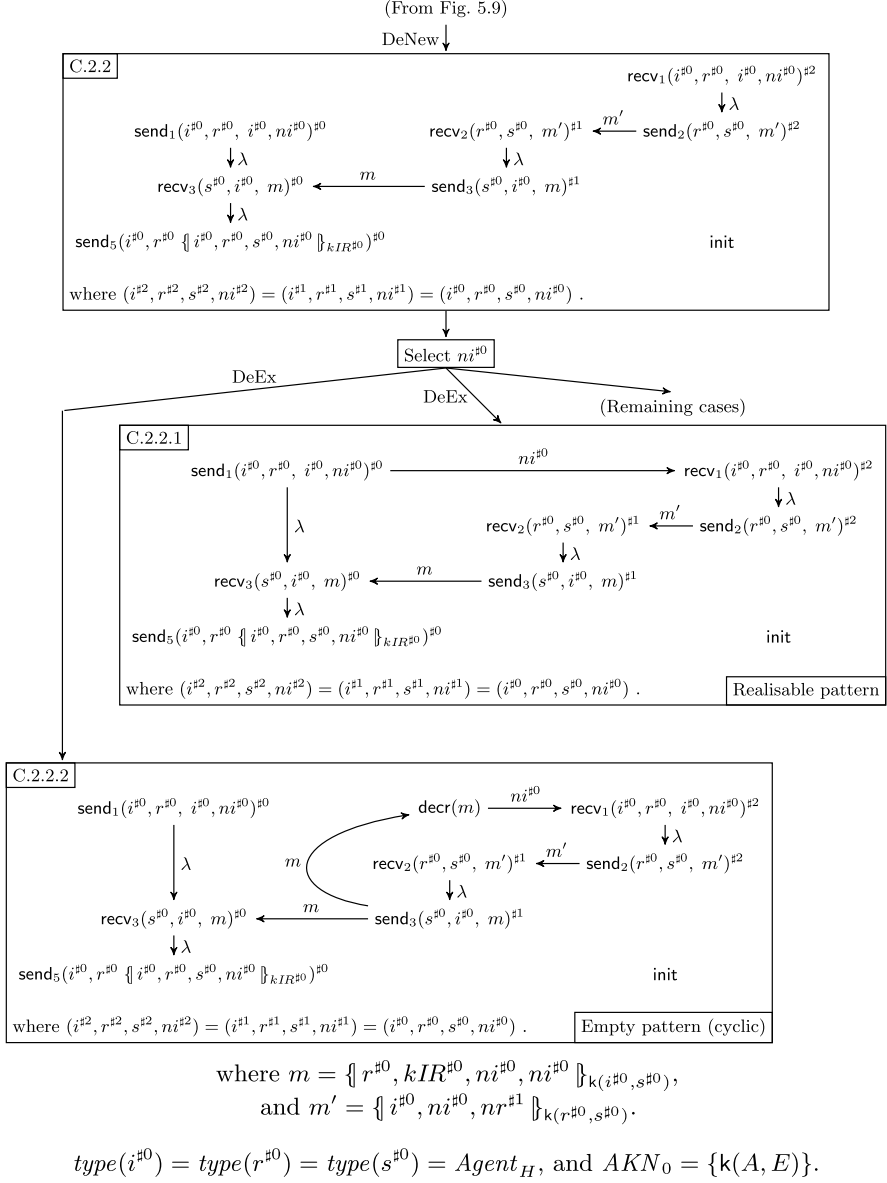 (From Fig. 5.9)
DeNew
C.2.2
recv₁(i^♯0, r^♯0, i^♯0, ni^♯0)^♯2
λ
send₁(i^♯0, r^♯0, i^♯0, ni^♯0)^♯0 recv₂(r^♯0, s^♯0, m′)^♯1 m′ send₂(r^♯0, s^♯0, m′)^♯2
λ λ
recv₃(s^♯0, i^♯0, m)^♯0 m send₃(s^♯0, i^♯0, m)^♯1
λ
send₅(i^♯0, r^♯0 {| i^♯0, r^♯0, s^♯0, ni^♯0 |}_{kIR^♯0})^♯0 init
where (i^♯2, r^♯2, s^♯2, ni^♯2) = (i^♯1, r^♯1, s^♯1, ni^♯1) = (i^♯0, r^♯0, s^♯0, ni^♯0) .
Select ni^♯0
DeEx
DeEx
(Remaining cases)
C.2.2.1
send₁(i^♯0, r^♯0, i^♯0, ni^♯0)^♯0 ni^♯0 recv₁(i^♯0, r^♯0, i^♯0, ni^♯0)^♯2
λ
λ recv₂(r^♯0, s^♯0, m′)^♯1 m′ send₂(r^♯0, s^♯0, m′)^♯2
λ
recv₃(s^♯0, i^♯0, m)^♯0 m send₃(s^♯0, i^♯0, m)^♯1
λ
send₅(i^♯0, r^♯0 {| i^♯0, r^♯0, s^♯0, ni^♯0 |}_{kIR^♯0})^♯0 init
where (i^♯2, r^♯2, s^♯2, ni^♯2) = (i^♯1, r^♯1, s^♯1, ni^♯1) = (i^♯0, r^♯0, s^♯0, ni^♯0) .
Realisable pattern
C.2.2.2
send₁(i^♯0, r^♯0, i^♯0, ni^♯0)^♯0 decr(m) ni^♯0 recv₁(i^♯0, r^♯0, i^♯0, ni^♯0)^♯2
λ
λ m recv₂(r^♯0, s^♯0, m′)^♯1 m′ send₂(r^♯0, s^♯0, m′)^♯2
λ
recv₃(s^♯0, i^♯0, m)^♯0 m send₃(s^♯0, i^♯0, m)^♯1
λ
send₅(i^♯0, r^♯0 {| i^♯0, r^♯0, s^♯0, ni^♯0 |}_{kIR^♯0})^♯0 init
where (i^♯2, r^♯2, s^♯2, ni^♯2) = (i^♯1, r^♯1, s^♯1, ni^♯1) = (i^♯0, r^♯0, s^♯0, ni^♯0) .
Empty pattern (cyclic)
where m = {| r^♯0, kIR^♯0, ni^♯0, ni^♯0 |}_{k(i^♯0,s^♯0)},
and m′ = {| i^♯0, ni^♯0, nr^♯1 |}_{k(r^♯0,s^♯0)}.
type(i^♯0) = type(r^♯0) = type(s^♯0) = Agent_H, and AKN₀ = {k(A, E)}.